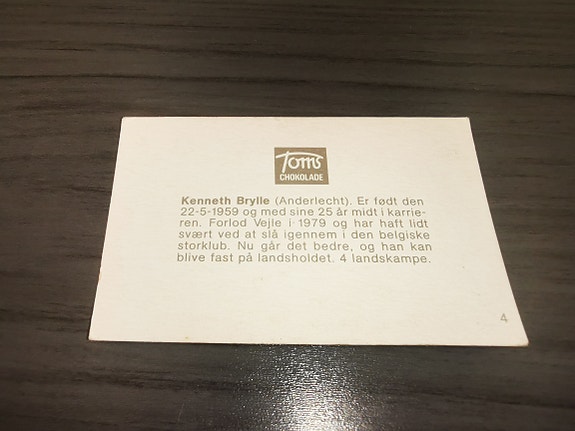 Toms
CHOKOLADE
Kenneth Brylle (Anderlecht). Er født den
22-5-1959 og med sine 25 år midt i karrie-
ren. Forlod Vejle i 1979 og har haft lidt
svært ved at slå igennem i den belgiske
storklub. Nu går det bedre, og han kan
blive fast på landsholdet. 4 landskampe.
4